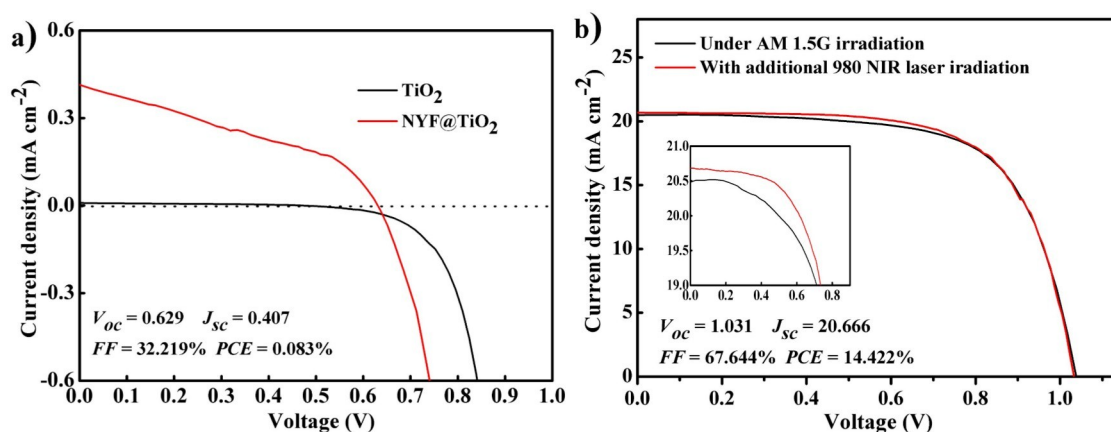 a)
0.6
0.3
0.0
-0.3
-0.6
Current density (mA cm⁻²)
TiO₂
NYF@TiO₂
V_oc = 0.629 J_sc = 0.407
FF = 32.219% PCE = 0.083%
0.0 0.1 0.2 0.3 0.4 0.5 0.6 0.7 0.8 0.9 1.0
Voltage (V)
b)
25
20
15
10
5
0
Current density (mA cm⁻²)
Under AM 1.5G irradiation
With additional 980 NIR laser iradiation
21.0
20.5
20.0
19.5
19.0
0.0 0.2 0.4 0.6 0.8
V_oc = 1.031 J_sc = 20.666
FF = 67.644% PCE = 14.422%
0.0 0.2 0.4 0.6 0.8 1.0
Voltage (V)